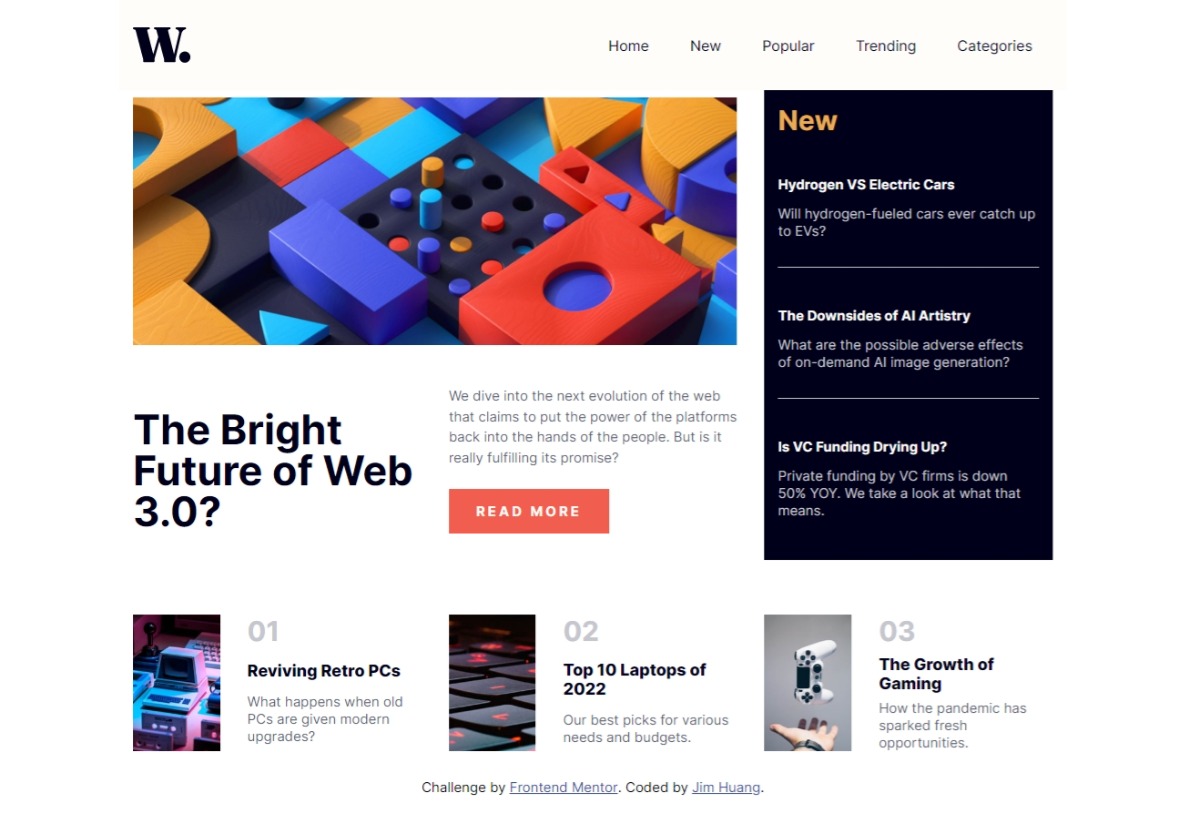 W.
Home New Popular Trending Categories
New
Hydrogen VS Electric Cars
Will hydrogen-fueled cars ever catch up
to EVs?
The Downsides of AI Artistry
What are the possible adverse effects
of on-demand AI image generation?
Is VC Funding Drying Up?
Private funding by VC firms is down
50% YOY. We take a look at what that
means.
The Bright
Future of Web
3.0?
We dive into the next evolution of the web
that claims to put the power of the platforms
back into the hands of the people. But is it
really fulfilling its promise?
READ MORE
01
Reviving Retro PCs
What happens when old
PCs are given modern
upgrades?
02
Top 10 Laptops of
2022
Our best picks for various
needs and budgets.
03
The Growth of
Gaming
How the pandemic has
sparked fresh
opportunities.
Challenge by Frontend Mentor. Coded by Jim Huang.